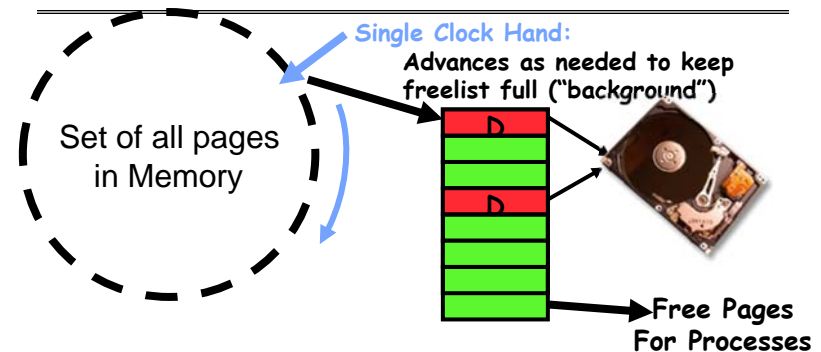 Single Clock Hand:
Advances as needed to keep
freelist full ("background")
Set of all pages
in Memory
D
D
Free Pages
For Processes